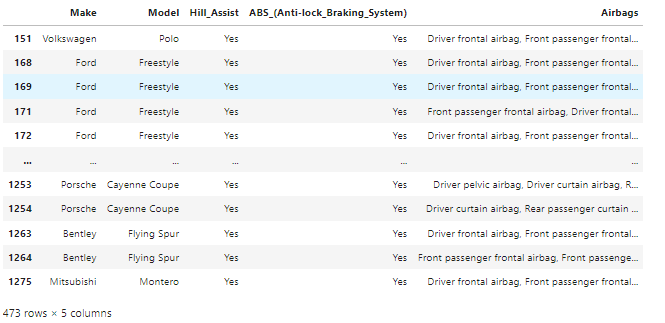 Make Model Hill_Assist ABS_(Anti-lock_Braking_System) Airbags
151 Volkswagen Polo Yes Yes Driver frontal airbag, Front passenger frontal...
168 Ford Freestyle Yes Yes Driver frontal airbag, Front passenger frontal...
169 Ford Freestyle Yes Yes Driver frontal airbag, Front passenger frontal...
171 Ford Freestyle Yes Yes Front passenger frontal airbag, Driver frontal...
172 Ford Freestyle Yes Yes Driver frontal airbag, Front passenger frontal...
... ... ... ... ... ...
1253 Porsche Cayenne Coupe Yes Yes Driver pelvic airbag, Driver curtain airbag, R...
1254 Porsche Cayenne Coupe Yes Yes Driver curtain airbag, Rear passenger curtain ...
1263 Bentley Flying Spur Yes Yes Driver frontal airbag, Front passenger frontal...
1264 Bentley Flying Spur Yes Yes Front passenger frontal airbag, Front passenge...
1275 Mitsubishi Montero Yes Yes Driver frontal airbag, Front passenger frontal...
473 rows × 5 columns